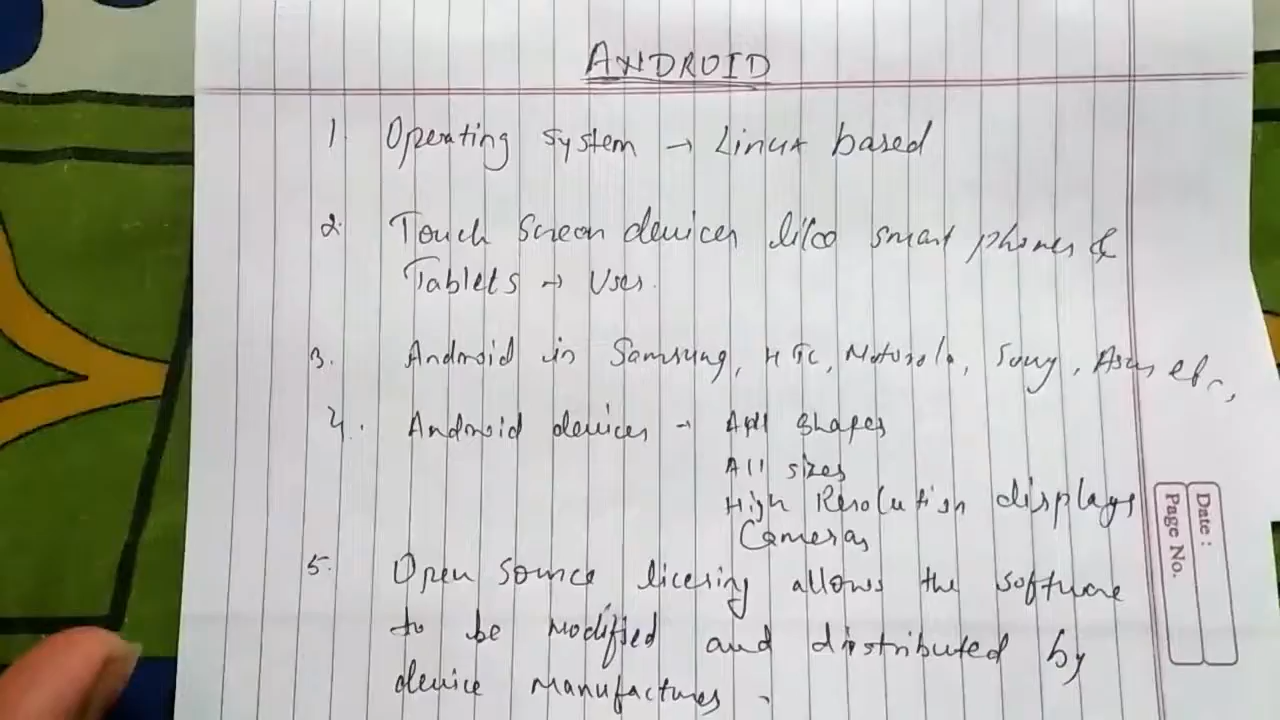 ANDROID
1. Operating system → Linux based
2. Touch Screen devices like smart phones &
Tablets → Uses.
3. Android in Samsung, HTC, Motorola, Sony, Asus etc.,
4. Android devices → All shapes
All sizes
High Resolution displays
Cameras
5. Open source licesing allows the software
to be modified and distributed by
device manufactures.
Date :
Page No.